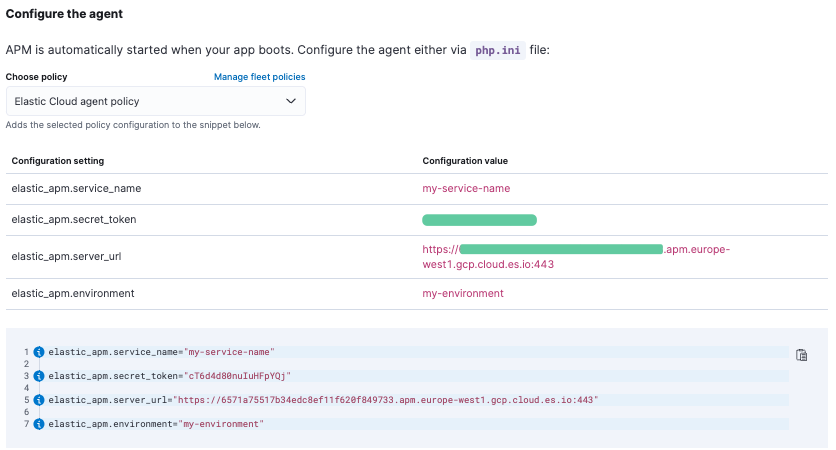 Configure the agent
APM is automatically started when your app boots. Configure the agent either via php.ini file:
Choose policy Manage fleet policies
Elastic Cloud agent policy
Adds the selected policy configuration to the snippet below.
Configuration setting Configuration value
elastic_apm.service_name my-service-name
elastic_apm.secret_token
elastic_apm.server_url https:// .apm.europe-
west1.gcp.cloud.es.io:443
elastic_apm.environment my-environment
1 elastic_apm.service_name="my-service-name"
2
3 elastic_apm.secret_token="cT6d4d80nuIuHFpYQj"
4
5 elastic_apm.server_url="https://6571a75517b34edc8ef11f620f849733.apm.europe-west1.gcp.cloud.es.io:443"
6
7 elastic_apm.environment="my-environment"